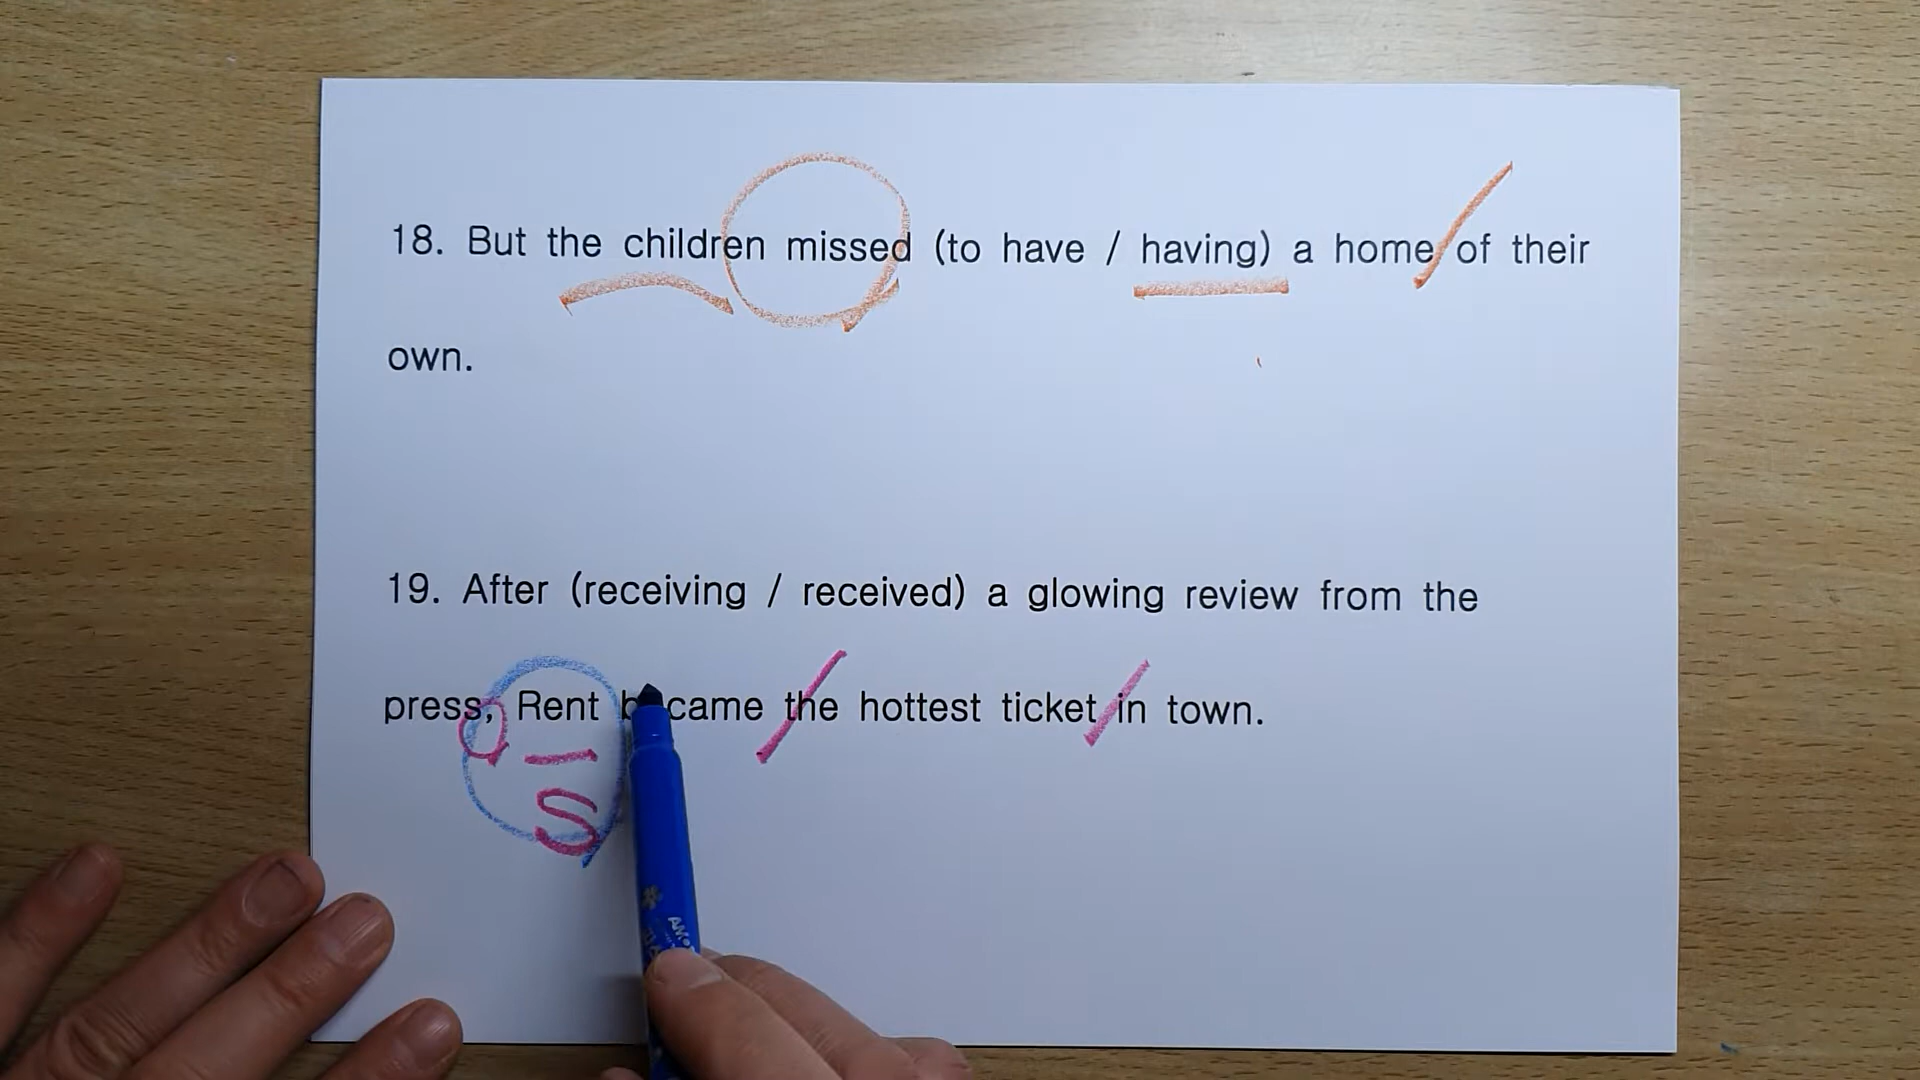 18. But the children missed (to have / having) a home of their
own.
19. After (receiving / received) a glowing review from the
press, Rent became the hottest ticket in town.
S